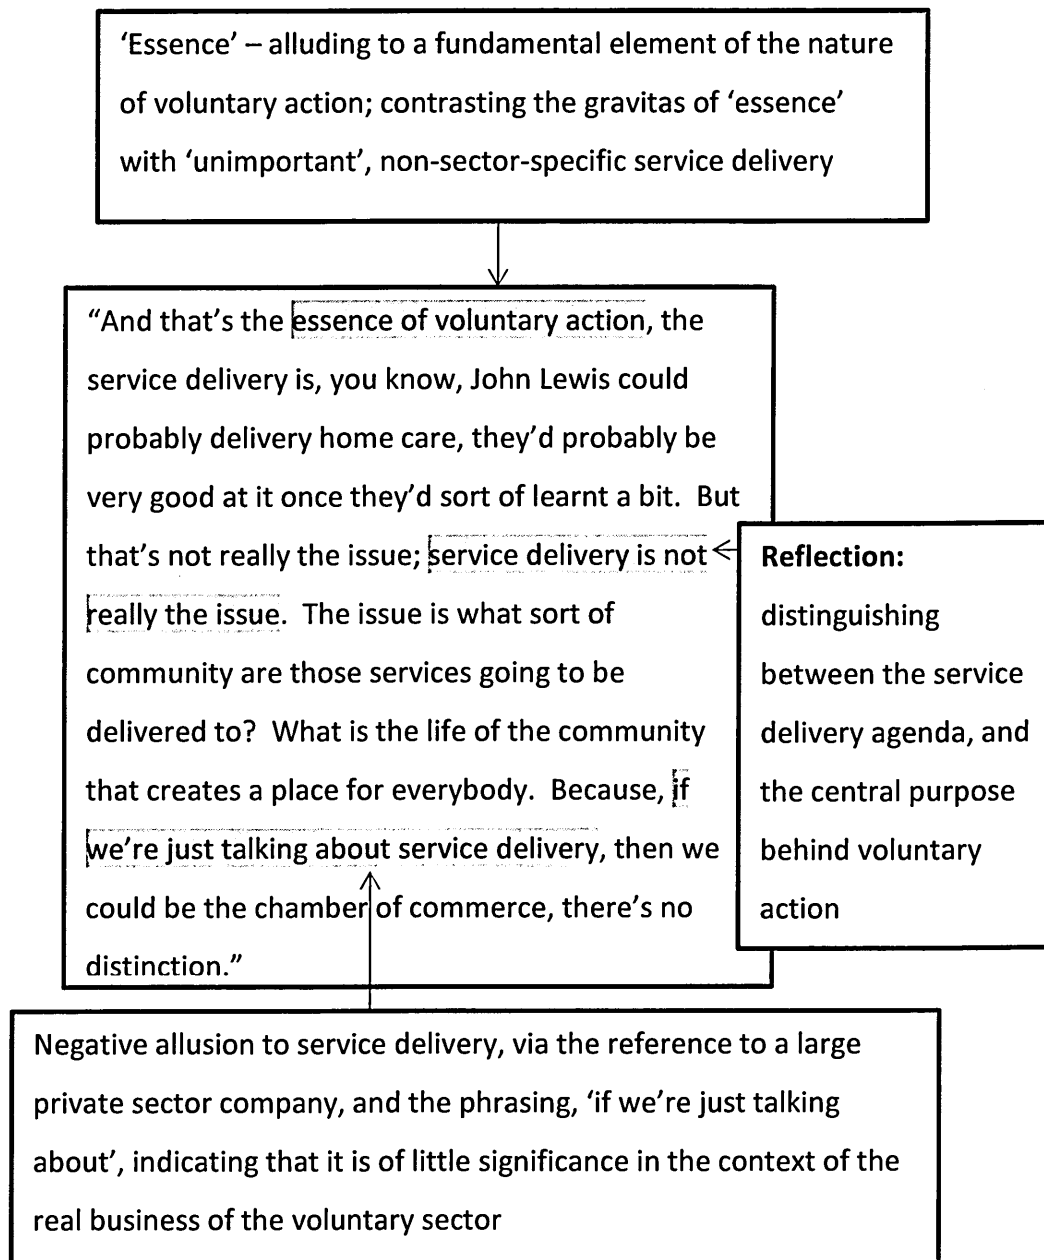 ‘Essence’ – alluding to a fundamental element of the nature
of voluntary action; contrasting the gravitas of ‘essence’
with ‘unimportant’, non-sector-specific service delivery
“And that’s the essence of voluntary action, the
service delivery is, you know, John Lewis could
probably delivery home care, they’d probably be
very good at it once they’d sort of learnt a bit.  But
that’s not really the issue; service delivery is not
really the issue.  The issue is what sort of
community are those services going to be
delivered to?  What is the life of the community
that creates a place for everybody.  Because, if
we’re just talking about service delivery, then we
could be the chamber of commerce, there’s no
distinction.”
Reflection:
distinguishing
between the service
delivery agenda, and
the central purpose
behind voluntary
action
Negative allusion to service delivery, via the reference to a large
private sector company, and the phrasing, ‘if we’re just talking
about’, indicating that it is of little significance in the context of the
real business of the voluntary sector